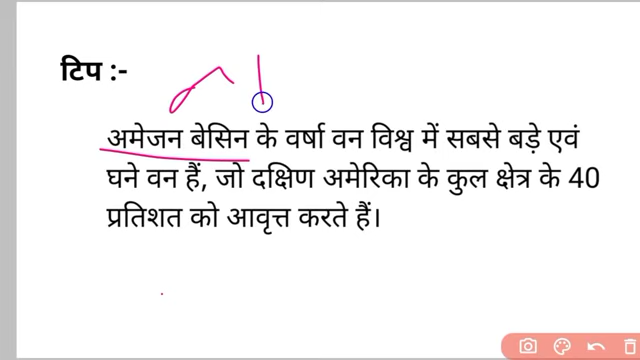 टिप :-
अमेजन बेसिन के वर्षा वन विश्व में सबसे बड़े एवं
घने वन हैं, जो दक्षिण अमेरिका के कुल क्षेत्र के 40
प्रतिशत को आवृत्त करते हैं।